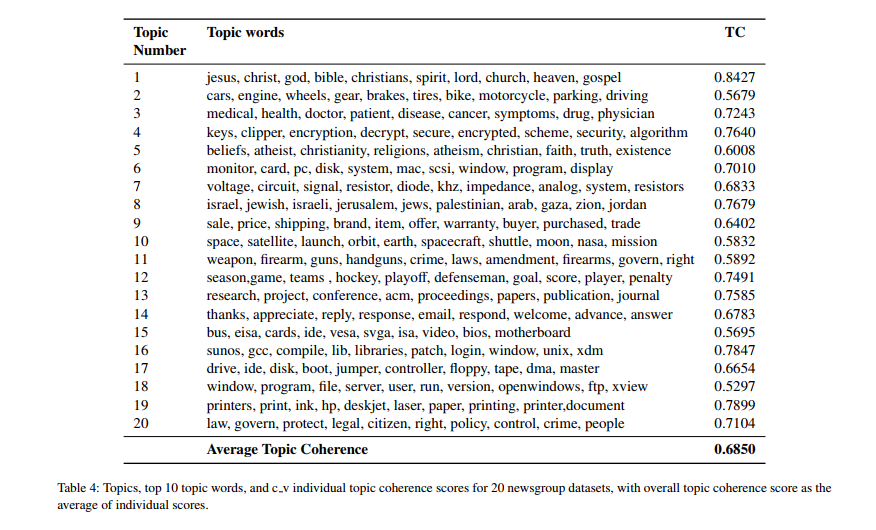 Topic Number Topic words TC
1 jesus, christ, god, bible, christians, spirit, lord, church, heaven, gospel 0.8427
2 cars, engine, wheels, gear, brakes, tires, bike, motorcycle, parking, driving 0.5679
3 medical, health, doctor, patient, disease, cancer, symptoms, drug, physician 0.7243
4 keys, clipper, encryption, decrypt, secure, encrypted, scheme, security, algorithm 0.7640
5 beliefs, atheist, christianity, religions, atheism, christian, faith, truth, existence 0.6008
6 monitor, card, pc, disk, system, mac, scsi, window, program, display 0.7010
7 voltage, circuit, signal, resistor, diode, khz, impedance, analog, system, resistors 0.6833
8 israel, jewish, israeli, jerusalem, jews, palestinian, arab, gaza, zion, jordan 0.7679
9 sale, price, shipping, brand, item, offer, warranty, buyer, purchased, trade 0.6402
10 space, satellite, launch, orbit, earth, spacecraft, shuttle, moon, nasa, mission 0.5832
11 weapon, firearm, guns, handguns, crime, laws, amendment, firearms, govern, right 0.5892
12 season,game, teams , hockey, playoff, defenseman, goal, score, player, penalty 0.7491
13 research, project, conference, acm, proceedings, papers, publication, journal 0.7585
14 thanks, appreciate, reply, response, email, respond, welcome, advance, answer 0.6783
15 bus, eisa, cards, ide, vesa, svga, isa, video, bios, motherboard 0.5695
16 sunos, gcc, compile, lib, libraries, patch, login, window, unix, xdm 0.7847
17 drive, ide, disk, boot, jumper, controller, floppy, tape, dma, master 0.6654
18 window, program, file, server, user, run, version, openwindows, ftp, xview 0.5297
19 printers, print, ink, hp, deskjet, laser, paper, printing, printer,document 0.7899
20 law, govern, protect, legal, citizen, right, policy, control, crime, people 0.7104
Average Topic Coherence 0.6850
Table 4: Topics, top 10 topic words, and c_v individual topic coherence scores for 20 newsgroup datasets, with overall topic coherence score as the
average of individual scores.